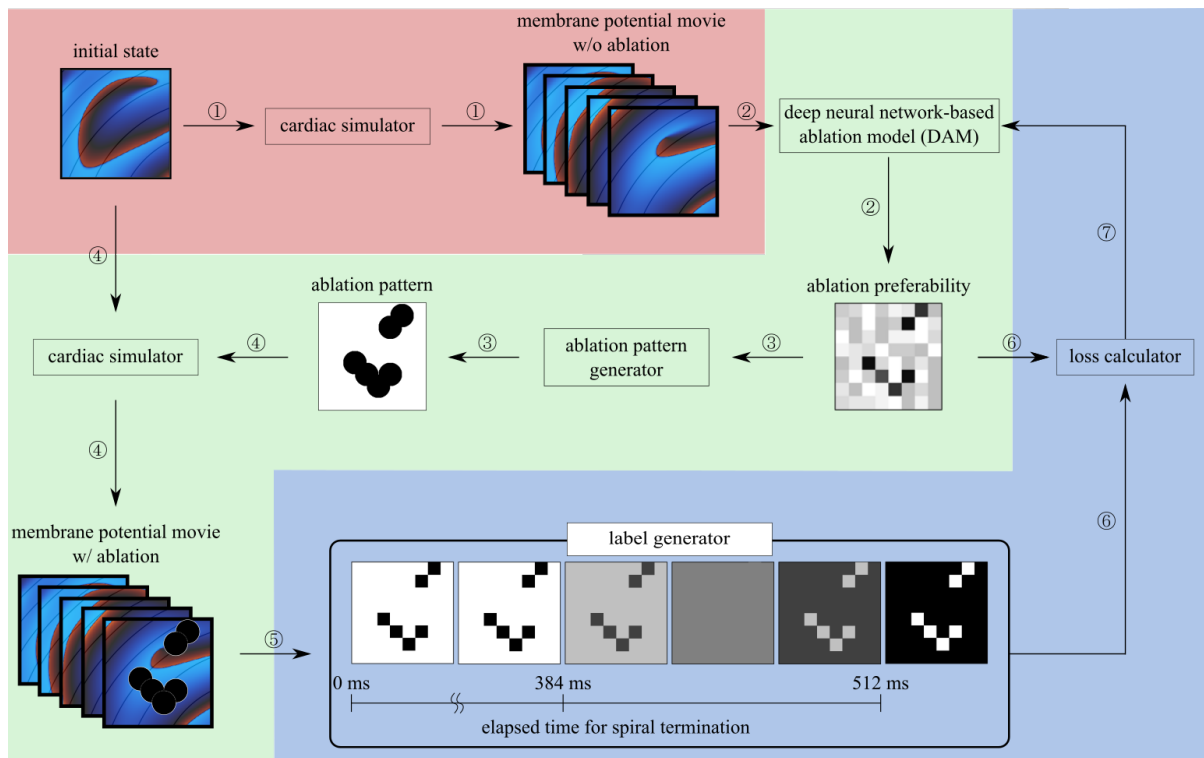 initial state
①
cardiac simulator
①
membrane potential movie
w/o ablation
②
deep neural network-based
ablation model (DAM)
②
⑦
④
ablation pattern
ablation preferability
cardiac simulator
④
③
ablation pattern
generator
③
⑥
loss calculator
④
⑥
membrane potential movie
w/ ablation
⑤
label generator
0 ms
384 ms
512 ms
elapsed time for spiral termination